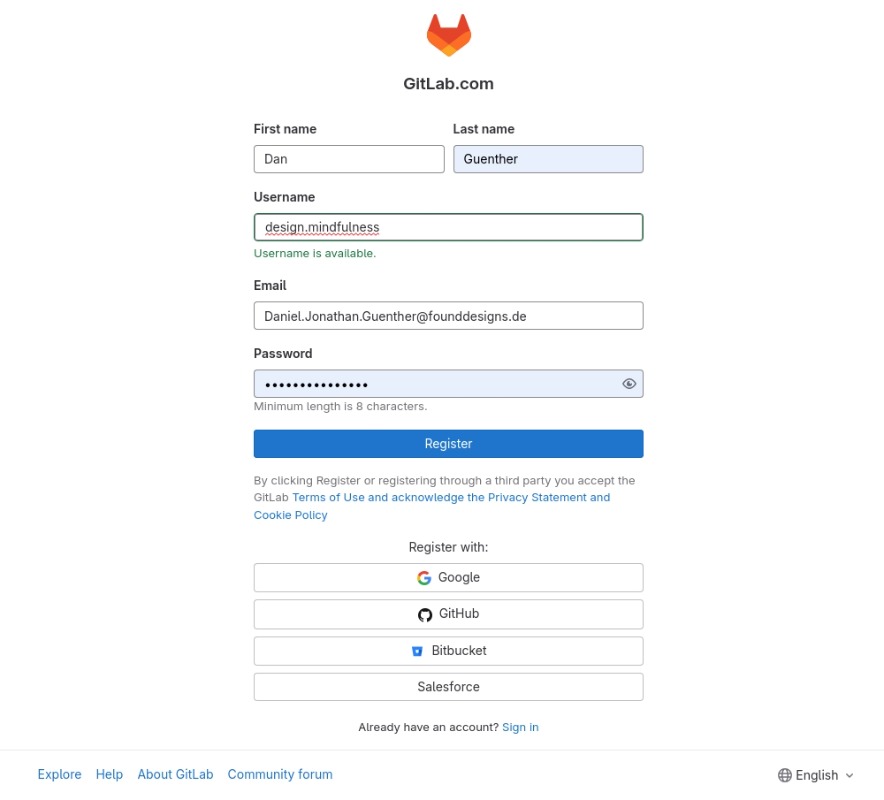 GitLab.com
First name Last name
Dan Guenther
Username
design.mindfulness
Username is available.
Email
Daniel.Jonathan.Guenther@founddesigns.de
Password
•••••••••••••••
Minimum length is 8 characters.
Register
By clicking Register or registering through a third party you accept the
GitLab Terms of Use and acknowledge the Privacy Statement and
Cookie Policy
Register with:
Google
GitHub
Bitbucket
Salesforce
Already have an account? Sign in
Explore Help About GitLab Community forum English